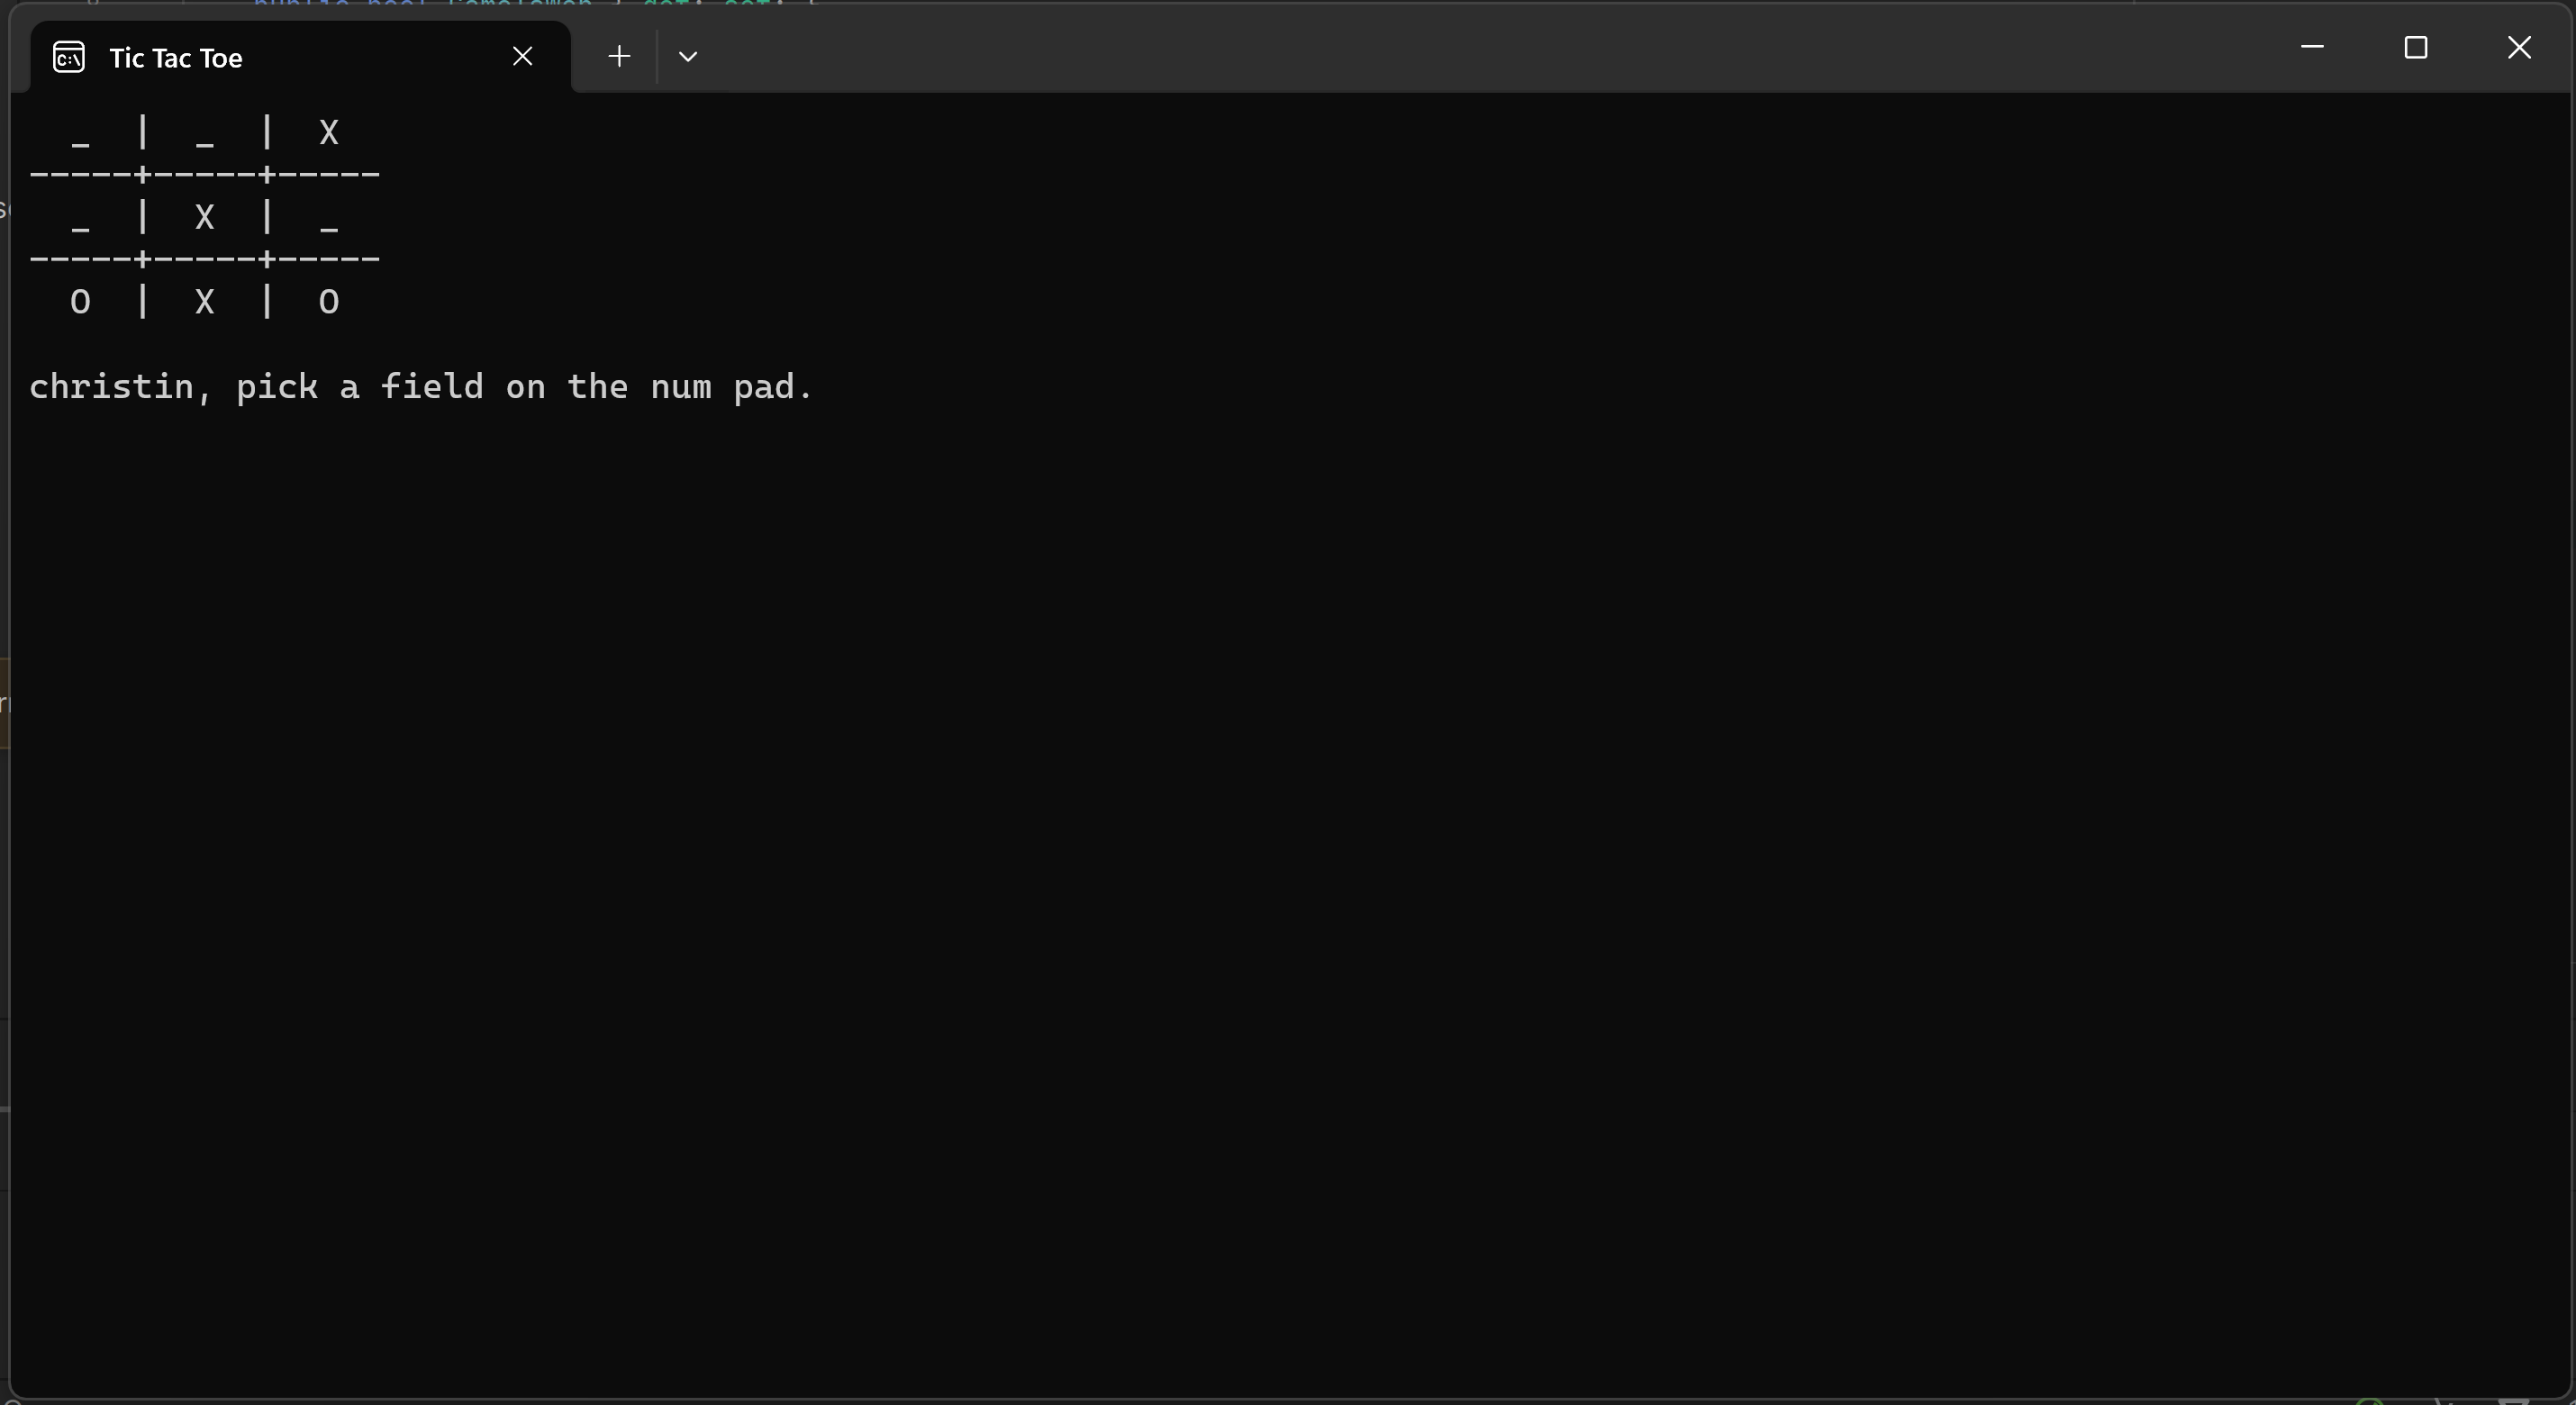 Tic Tac Toe
_ | _ | X
-----+-----+-----
_ | X | _
-----+-----+-----
O | X | O
christin, pick a field on the num pad.